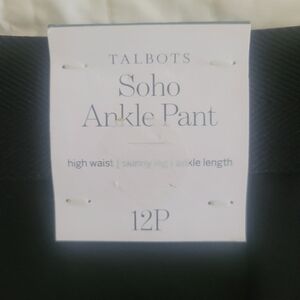 TALBOTS
Soho
Ankle Pant
high waist | skinny leg | ankle length
12P